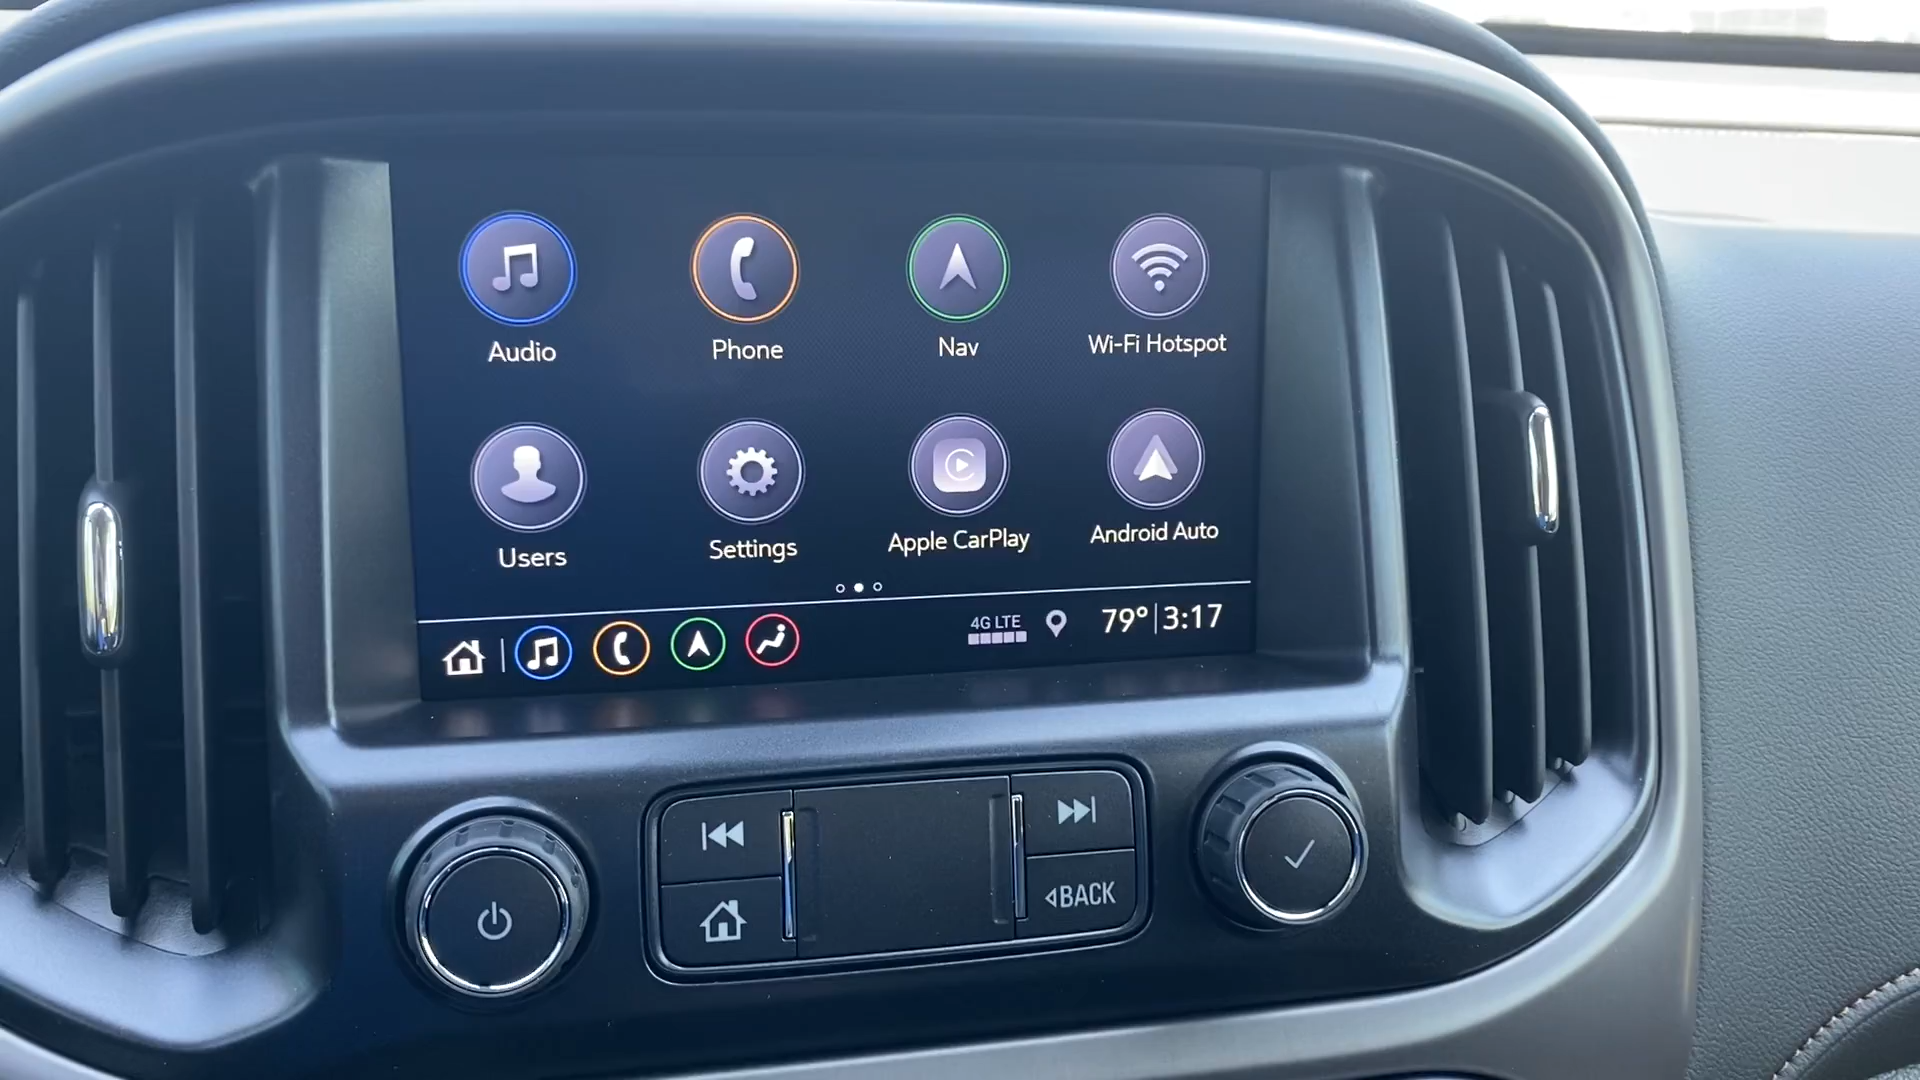 Audio Phone Nav Wi-Fi Hotspot
Users Settings Apple CarPlay Android Auto
4G LTE 79° 3:17
BACK